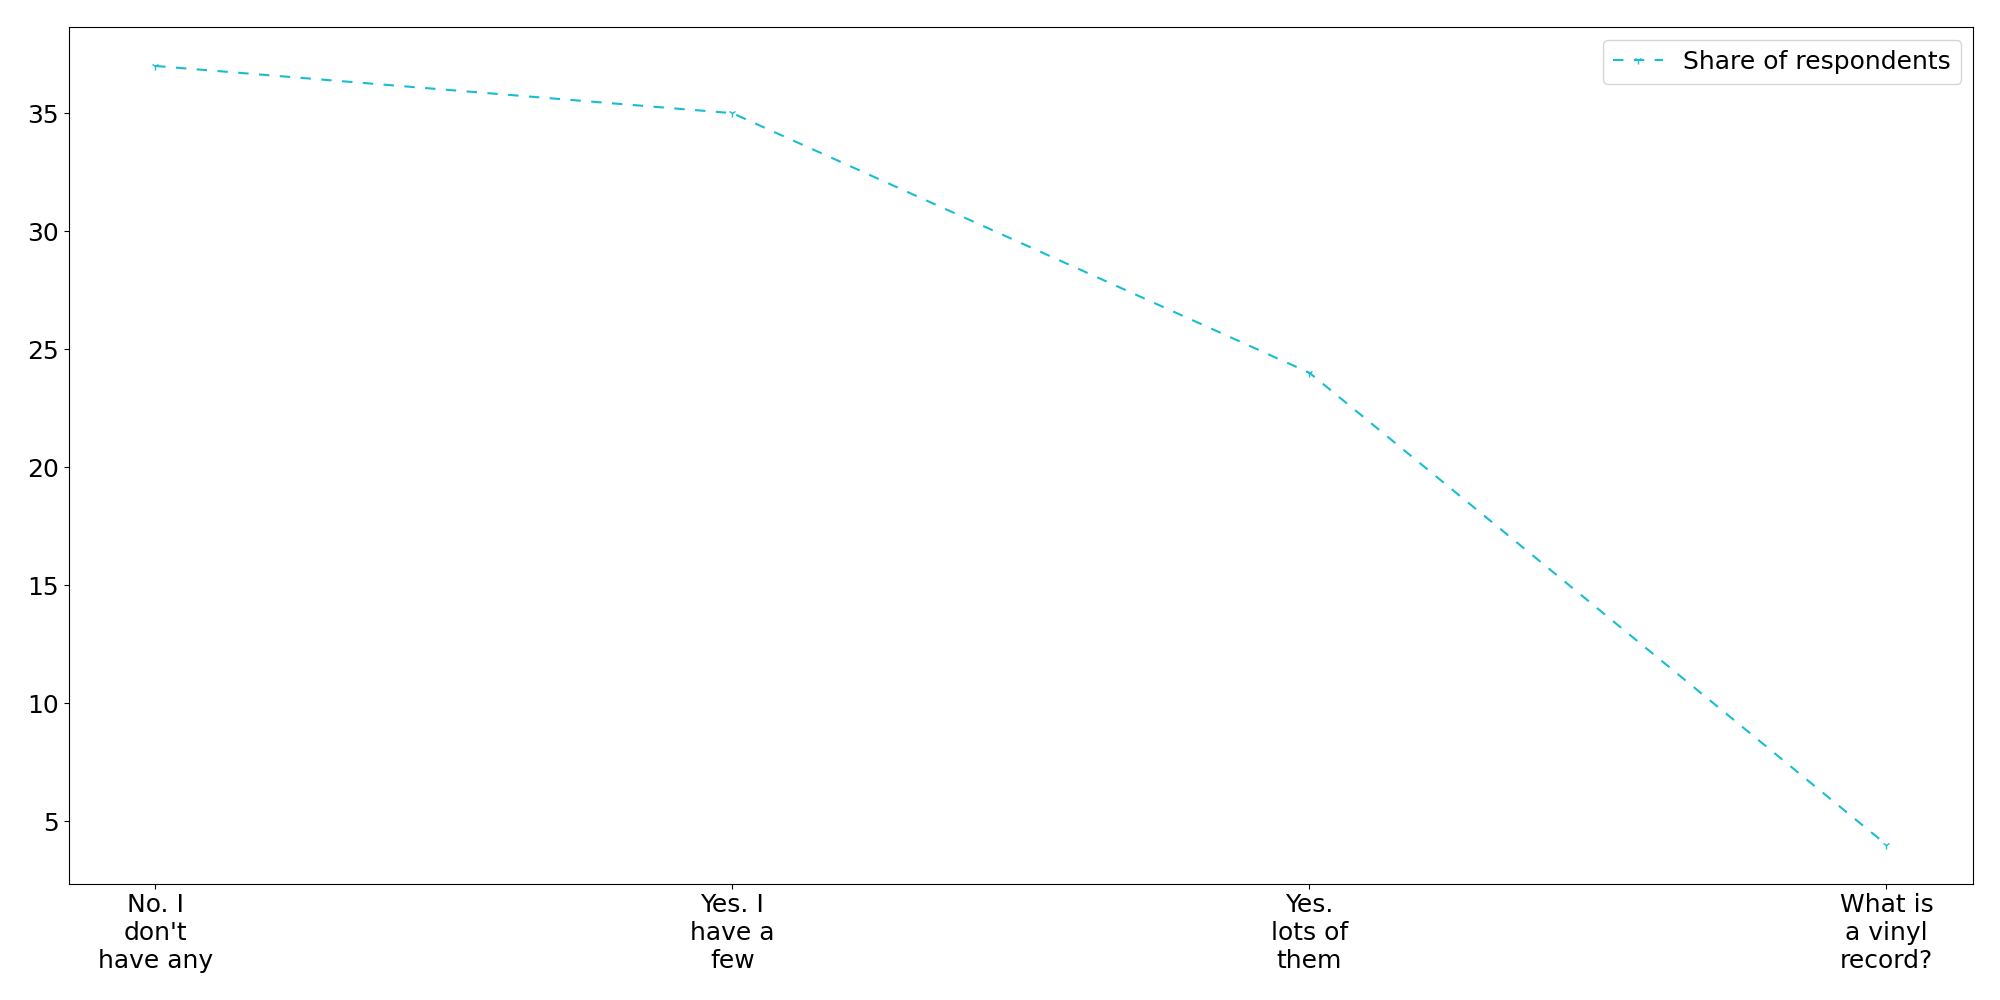 Share of respondents
35
30
25
20
15
10
5
No. I
don't
have any
Yes. I
have a
few
Yes.
lots of
them
What is
a vinyl
record?